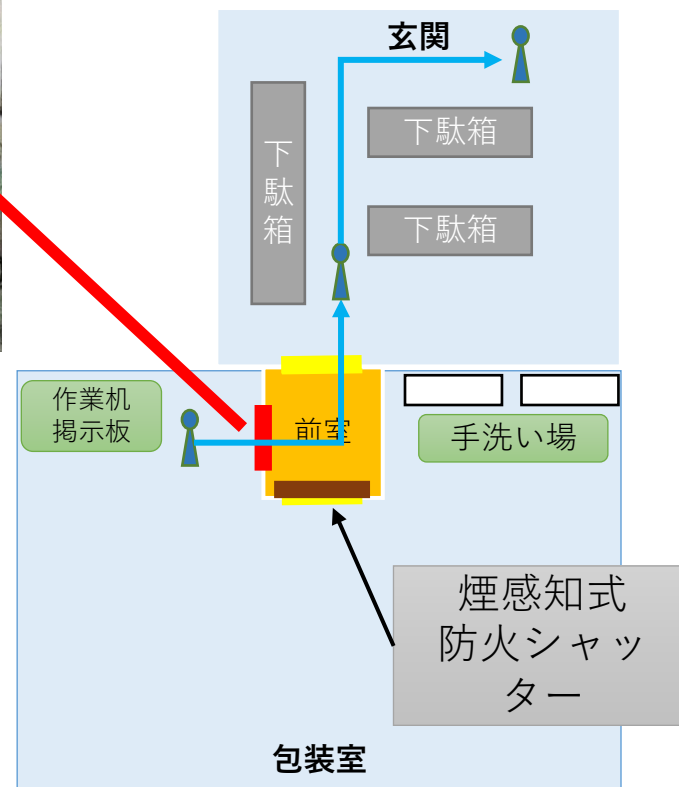 玄関
下駄箱
下
駄
箱
下駄箱
作業机
掲示板
前室
手洗い場
煙感知式
防火シャッ
ター
包装室